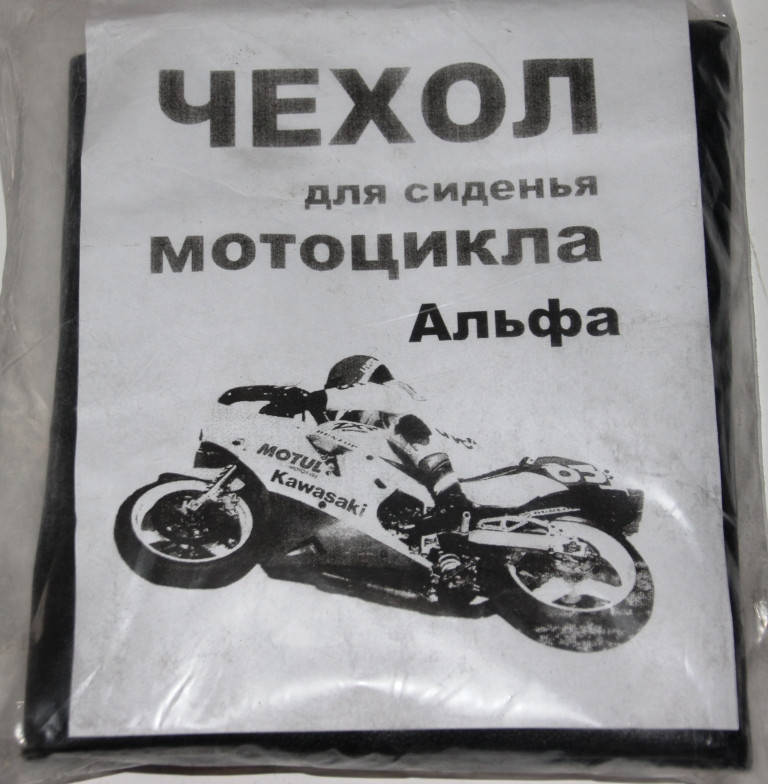 ЧЕХОЛ
для сиденья
мотоцикла
Альфа
MOTUL
Kawasaki